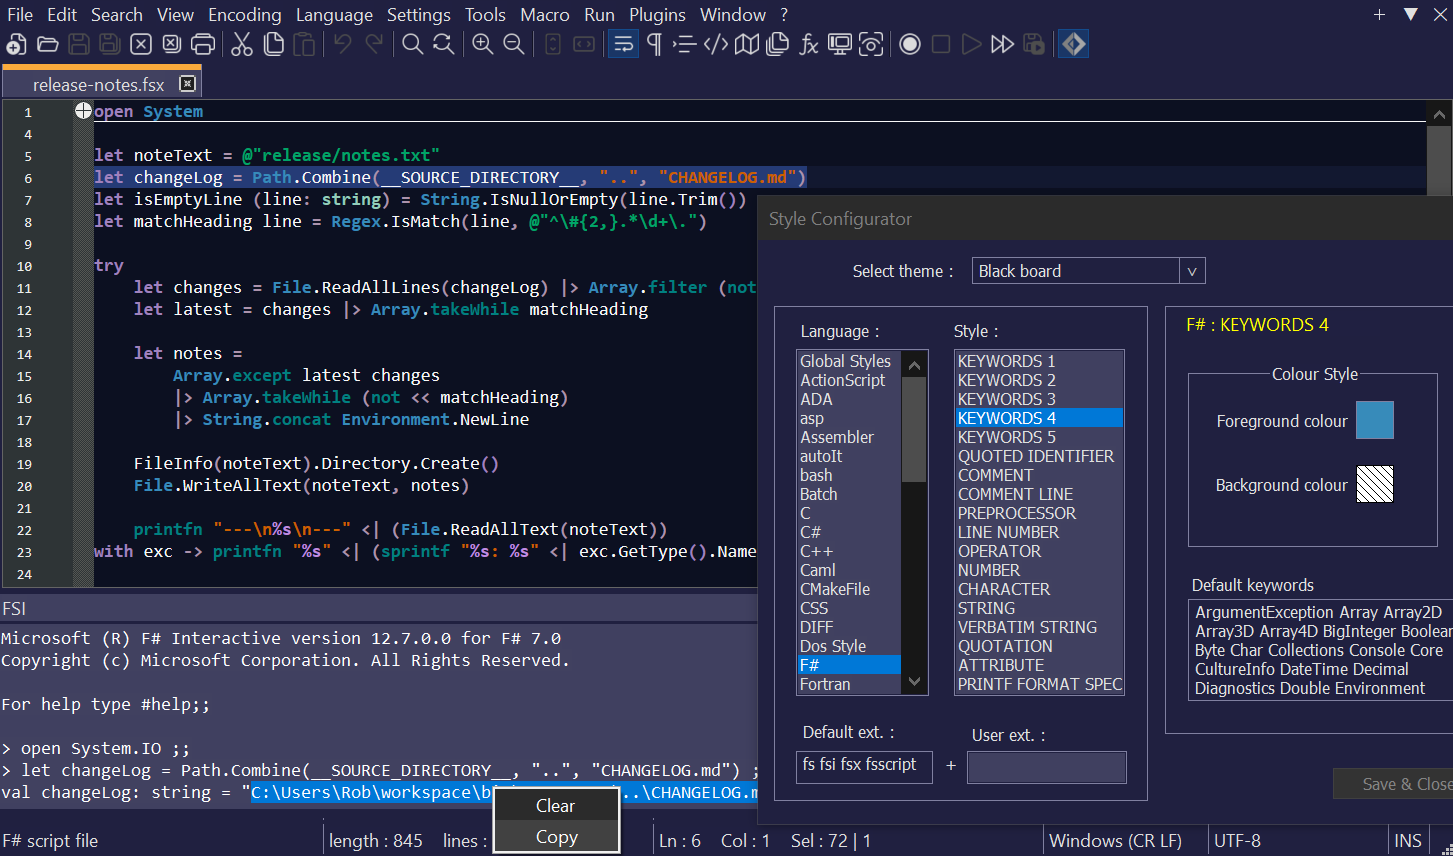 File Edit Search View Encoding Language Settings Tools Macro Run Plugins Window ?
release-notes.fsx
1 open System
4
5 let noteText = @"release/notes.txt"
6 let changeLog = Path.Combine(__SOURCE_DIRECTORY__, "..", "CHANGELOG.md")
7 let isEmptyLine (line: string) = String.IsNullOrEmpty(line.Trim())
8 let matchHeading line = Regex.IsMatch(line, @"^\#{2,}.*\d+\.")
9
10 try
11 let changes = File.ReadAllLines(changeLog) |> Array.filter (not
12 let latest = changes |> Array.takeWhile matchHeading
13
14 let notes =
15 Array.except latest changes
16 |> Array.takeWhile (not << matchHeading)
17 |> String.concat Environment.NewLine
18
19 FileInfo(noteText).Directory.Create()
20 File.WriteAllText(noteText, notes)
21
22 printfn "---\n%s\n---" <| (File.ReadAllText(noteText))
23 with exc -> printfn "%s" <| (sprintf "%s: %s" <| exc.GetType().Name
24
FSI
Microsoft (R) F# Interactive version 12.7.0.0 for F# 7.0
Copyright (c) Microsoft Corporation. All Rights Reserved.
For help type #help;;
> open System.IO ;;
> let changeLog = Path.Combine(__SOURCE_DIRECTORY__, "..", "CHANGELOG.md") ;
val changeLog: string = "C:\Users\Rob\workspace\ ..\CHANGELOG.m
Clear
Copy
Style Configurator
Select theme : Black board
Language :
Global Styles
ActionScript
ADA
asp
Assembler
autoIt
bash
Batch
C
C#
C++
Caml
CMakeFile
CSS
DIFF
Dos Style
F#
Fortran
Style :
KEYWORDS 1
KEYWORDS 2
KEYWORDS 3
KEYWORDS 4
KEYWORDS 5
QUOTED IDENTIFIER
COMMENT
COMMENT LINE
PREPROCESSOR
LINE NUMBER
OPERATOR
NUMBER
CHARACTER
STRING
VERBATIM STRING
QUOTATION
ATTRIBUTE
PRINTF FORMAT SPEC
Default ext. :
fs fsi fsx fsscript
+
User ext. :
F# : KEYWORDS 4
Colour Style
Foreground colour
Background colour
Default keywords
ArgumentException Array Array2D
Array3D Array4D BigInteger Boolean
Byte Char Collections Console Core
CultureInfo DateTime Decimal
Diagnostics Double Environment
Save & Close
F# script file length : 845 lines : Ln : 6 Col : 1 Sel : 72 | 1 Windows (CR LF) UTF-8 INS